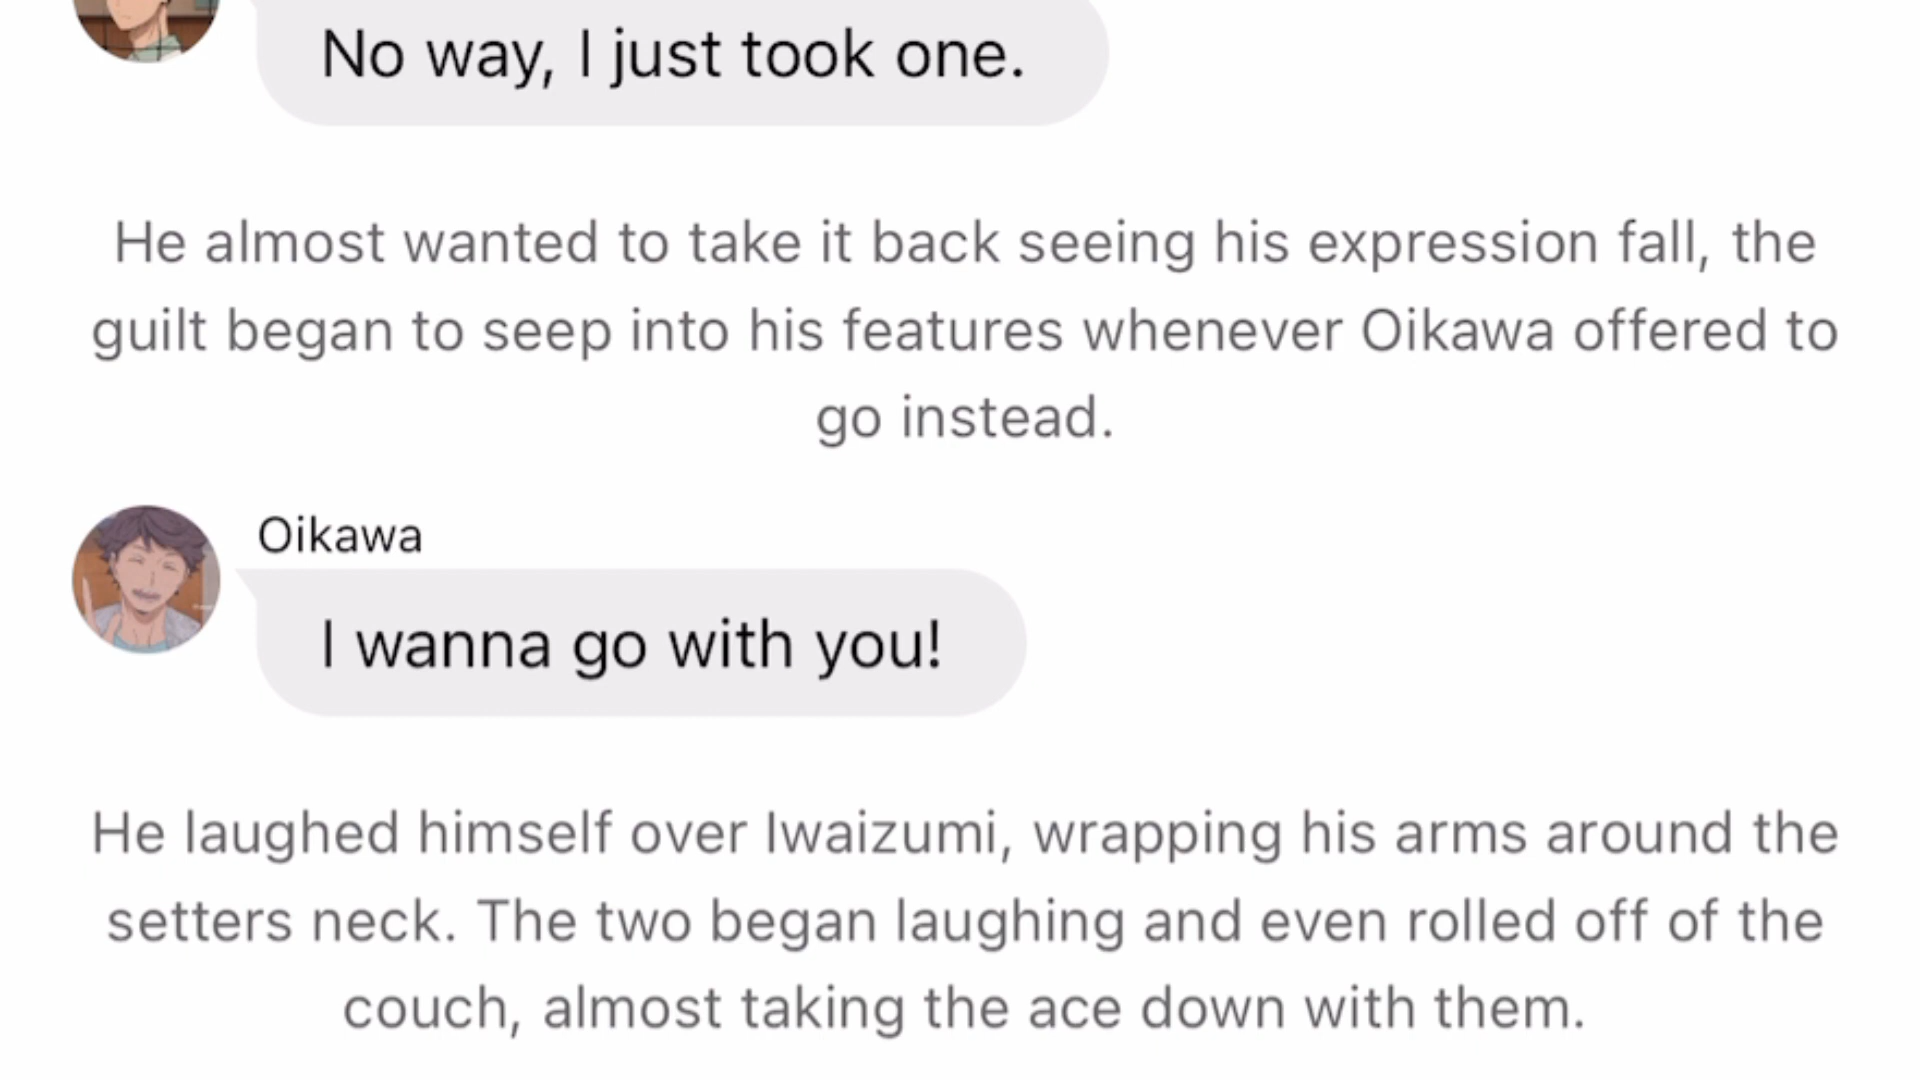 No way, I just took one.
He almost wanted to take it back seeing his expression fall, the
guilt began to seep into his features whenever Oikawa offered to
go instead.
Oikawa
I wanna go with you!
He laughed himself over Iwaizumi, wrapping his arms around the
setters neck. The two began laughing and even rolled off of the
couch, almost taking the ace down with them.